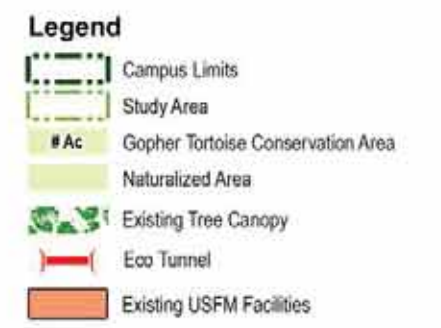 Legend
Campus Limits
Study Area
# Ac Gopher Tortoise Conservation Area
Naturalized Area
Existing Tree Canopy
Eco Tunnel
Existing USFM Facilities